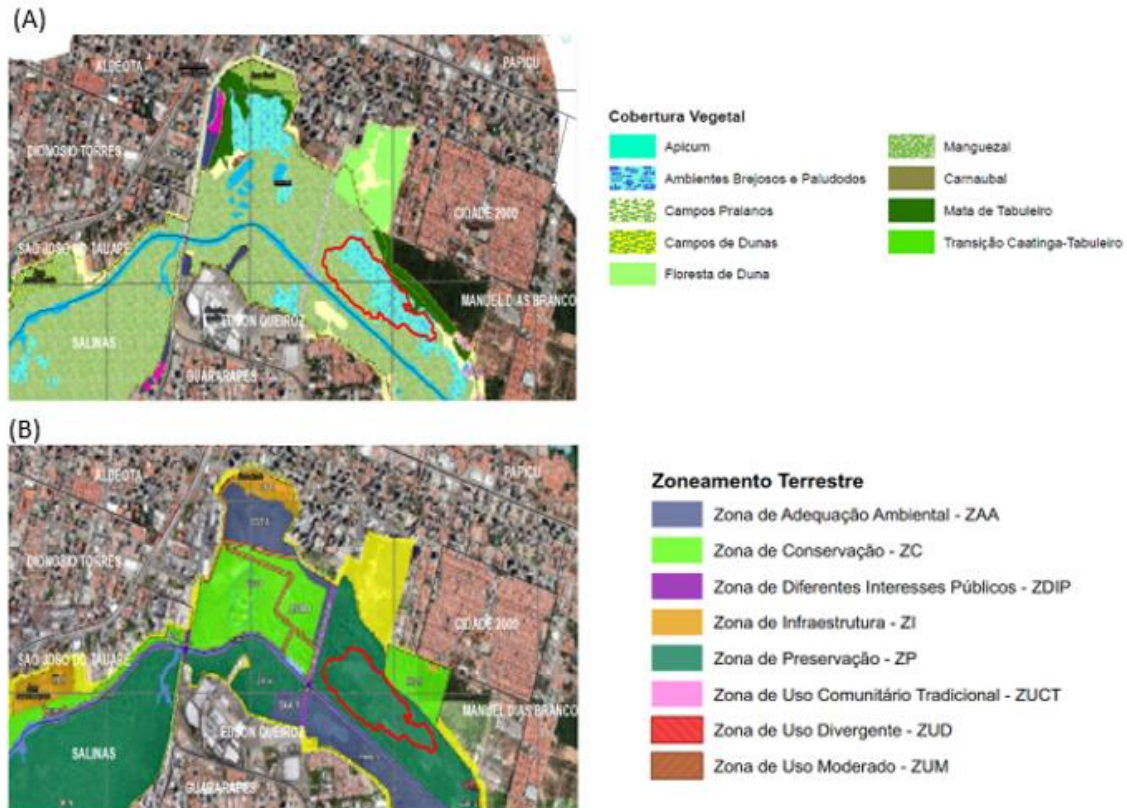 (A)
ALDEOTA
PAPICU
DIONÓSIO TORRES
CIDADE 2000
SÃO JOSO DO TAUAPE
MANUEL DIAS BRANCO
EDSON QUEIROZ
SALINAS
GUARARAPES
Cobertura Vegetal
Apicum
Manguezal
Ambientes Brejosos e Paludodos
Carnaubal
Campos Praianos
Mata de Tabuleiro
Campos de Dunas
Transição Caatinga-Tabuleiro
Floresta de Duna
(B)
ALDEOTA
PAPICU
DIONÓSIO TORRES
CIDADE 2000
SÃO JOSO DO TAUAPE
MANUEL DIAS BRANCO
EDSON QUEIROZ
SALINAS
GUARARAPES
Zoneamento Terrestre
Zona de Adequação Ambiental - ZAA
Zona de Conservação - ZC
Zona de Diferentes Interesses Públicos - ZDIP
Zona de Infraestrutura - ZI
Zona de Preservação - ZP
Zona de Uso Comunitário Tradicional - ZUCT
Zona de Uso Divergente - ZUD
Zona de Uso Moderado - ZUM